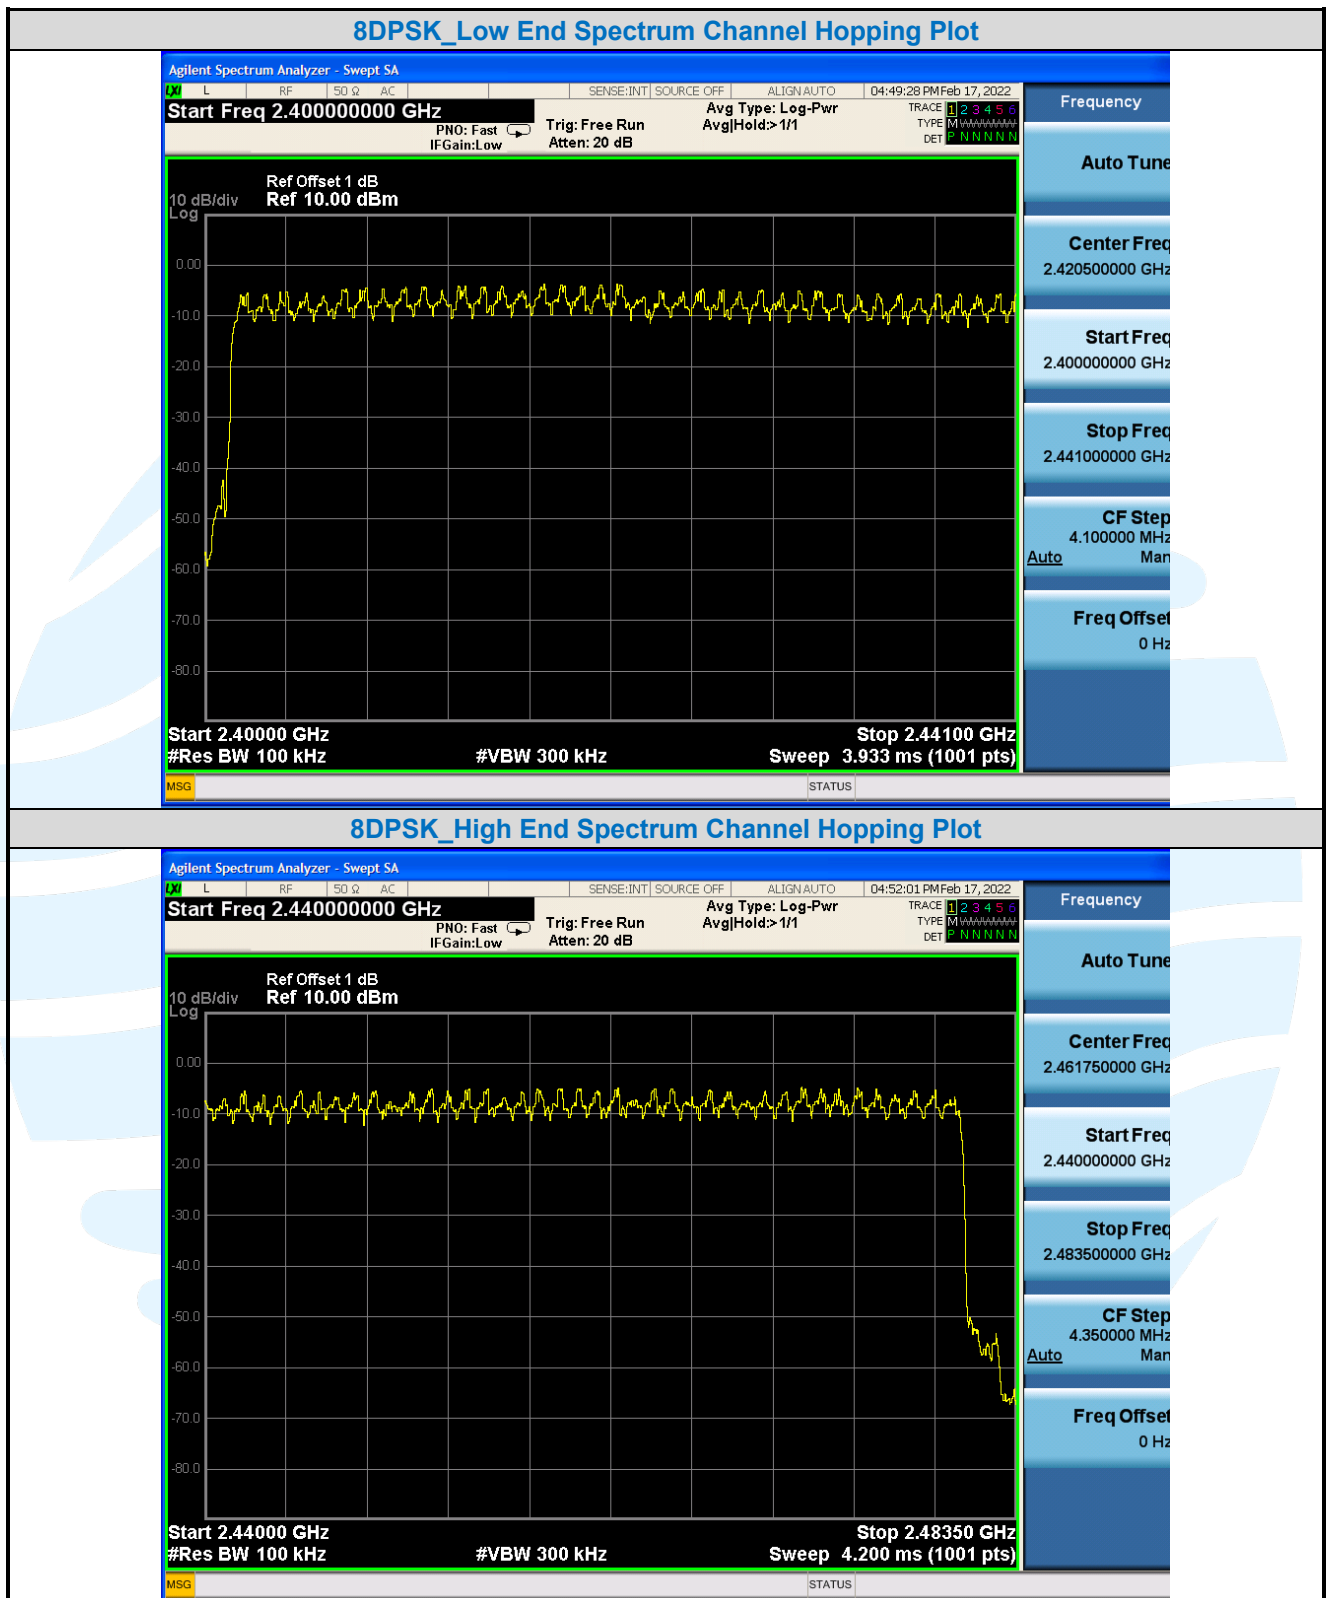 8DPSK_Low End Spectrum Channel Hopping Plot
Agilent Spectrum Analyzer - Swept SA
LXI L RF 50 Ω AC SENSE:INT SOURCE OFF ALIGN AUTO 04:49:28 PM Feb 17, 2022
Start Freq 2.400000000 GHz
PNO: Fast
IFGain:Low
Trig: Free Run
Atten: 20 dB
Avg Type: Log-Pwr
Avg|Hold:> 1/1
TRACE 1 2 3 4 5 6
TYPE M
DET P N N N N N
Ref Offset 1 dB
Ref 10.00 dBm
10 dB/div
Log
0.00
-10.0
-20.0
-30.0
-40.0
-50.0
-60.0
-70.0
-80.0
Start 2.40000 GHz
Stop 2.44100 GHz
#Res BW 100 kHz
#VBW 300 kHz
Sweep 3.933 ms (1001 pts)
MSG
STATUS
Frequency
Auto Tune
Center Freq
2.420500000 GHz
Start Freq
2.400000000 GHz
Stop Freq
2.441000000 GHz
CF Step
4.100000 MHz
Auto Man
Freq Offset
0 Hz
8DPSK_High End Spectrum Channel Hopping Plot
Agilent Spectrum Analyzer - Swept SA
LXI L RF 50 Ω AC SENSE:INT SOURCE OFF ALIGN AUTO 04:52:01 PM Feb 17, 2022
Start Freq 2.440000000 GHz
PNO: Fast
IFGain:Low
Trig: Free Run
Atten: 20 dB
Avg Type: Log-Pwr
Avg|Hold:> 1/1
TRACE 1 2 3 4 5 6
TYPE M
DET P N N N N N
Ref Offset 1 dB
Ref 10.00 dBm
10 dB/div
Log
0.00
-10.0
-20.0
-30.0
-40.0
-50.0
-60.0
-70.0
-80.0
Start 2.44000 GHz
Stop 2.48350 GHz
#Res BW 100 kHz
#VBW 300 kHz
Sweep 4.200 ms (1001 pts)
MSG
STATUS
Frequency
Auto Tune
Center Freq
2.461750000 GHz
Start Freq
2.440000000 GHz
Stop Freq
2.483500000 GHz
CF Step
4.350000 MHz
Auto Man
Freq Offset
0 Hz